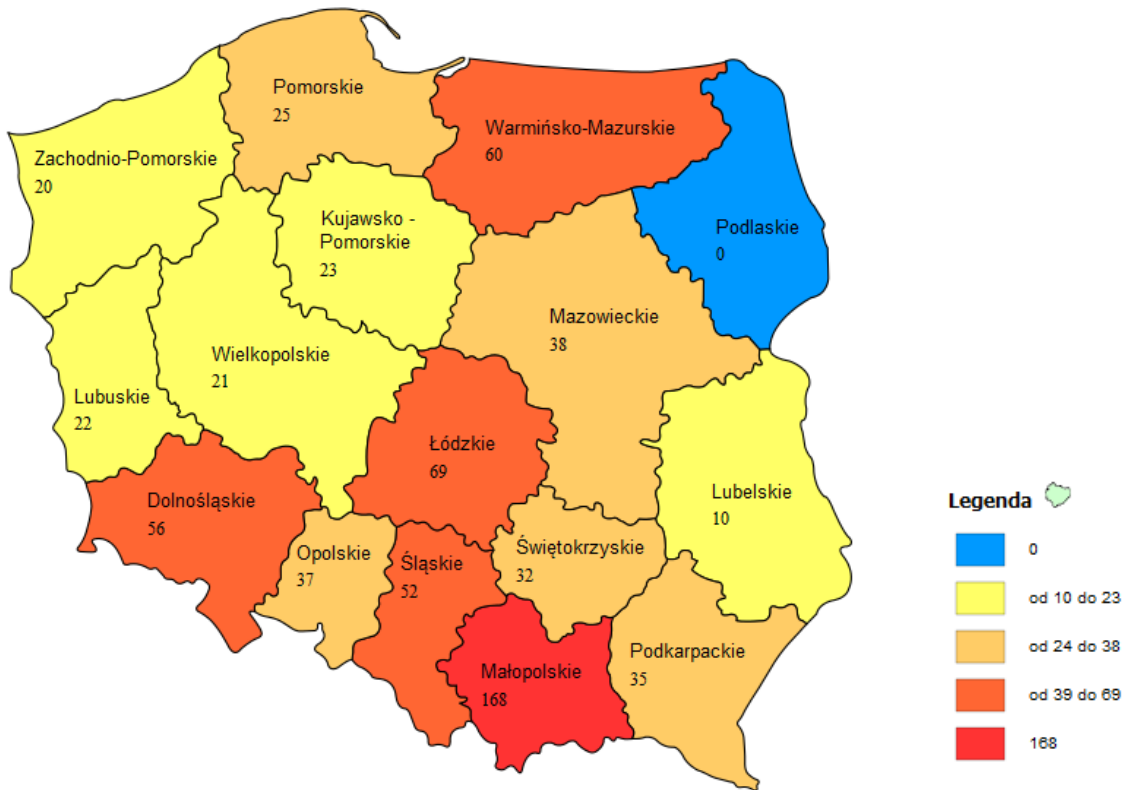 Pomorskie
25
Warmińsko-Mazurskie
60
Zachodnio-Pomorskie
20
Kujawsko -
Pomorskie
23
Podlaskie
0
Mazowieckie
38
Wielkopolskie
21
Lubuskie
22
Łódzkie
69
Dolnośląskie
56
Lubelskie
10
Opolskie
37
Śląskie
52
Świętokrzyskie
32
Małopolskie
168
Podkarpackie
35
Legenda
0
od 10 do 23
od 24 do 38
od 39 do 69
168